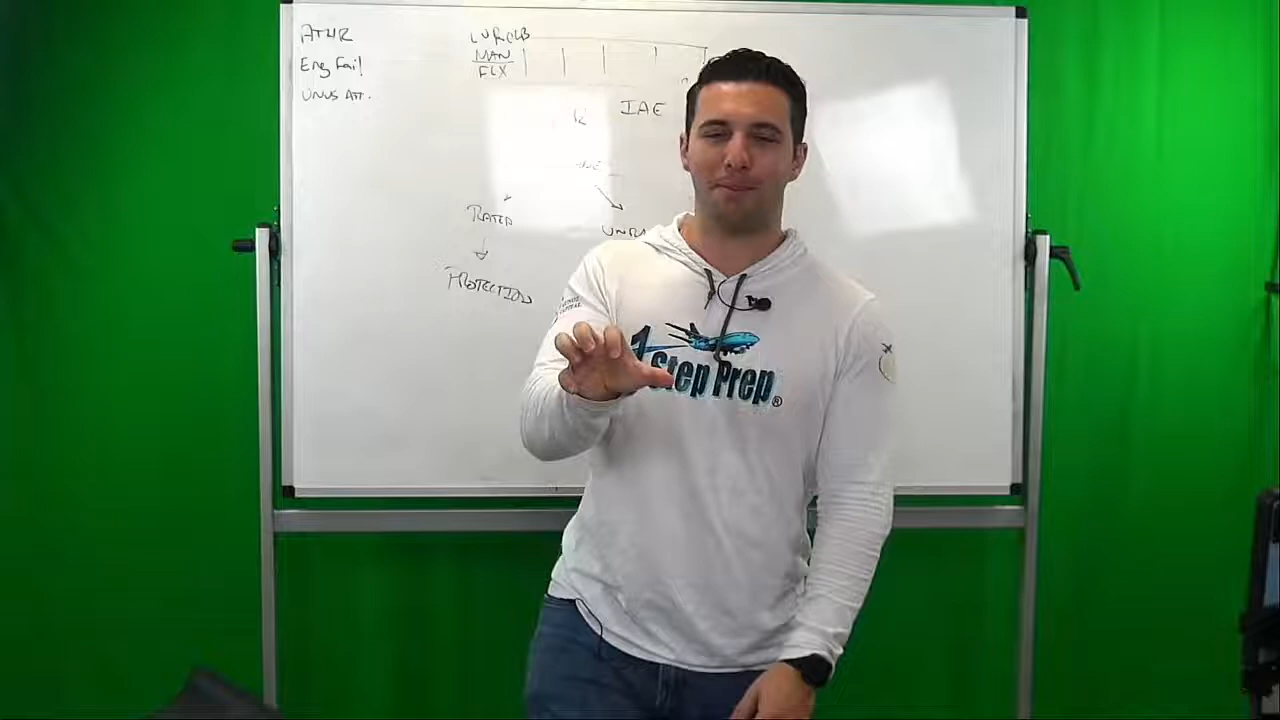 ATHR
Eng Fail
UNUS ATT.
LVR CLB
MAN
FLX
IAE
RATED
PROTECTION
1 Step Prep®